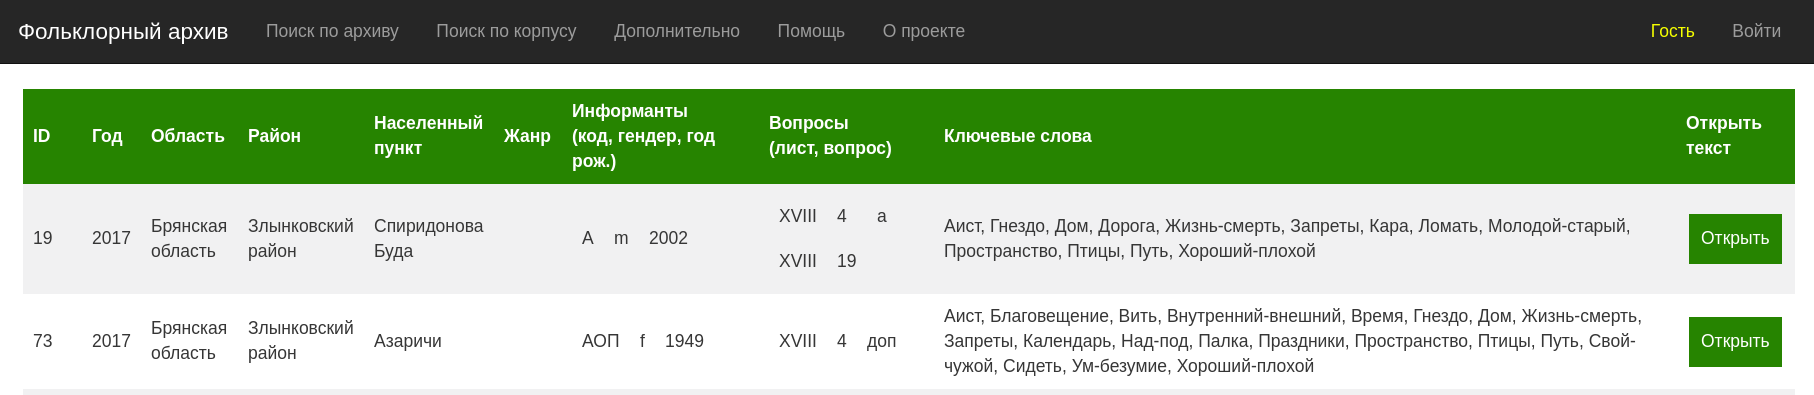 Фольклорный архив Поиск по архиву Поиск по корпусу Дополнительно Помощь О проекте Гость Войти
ID Год Область Район Населенный пункт Жанр Информанты (код, гендер, год рож.) Вопросы (лист, вопрос) Ключевые слова Открыть текст
19 2017 Брянская область Злынковский район Спиридонова Буда А m 2002 XVIII 4 а
XVIII 19
Аист, Гнездо, Дом, Дорога, Жизнь-смерть, Запреты, Кара, Ломать, Молодой-старый,
Пространство, Птицы, Путь, Хороший-плохой
Открыть
73 2017 Брянская область Злынковский район Азаричи АОП f 1949 XVIII 4 доп
Аист, Благовещение, Вить, Внутренний-внешний, Время, Гнездо, Дом, Жизнь-смерть,
Запреты, Календарь, Над-под, Палка, Праздники, Пространство, Птицы, Путь, Свой-
чужой, Сидеть, Ум-безумие, Хороший-плохой
Открыть